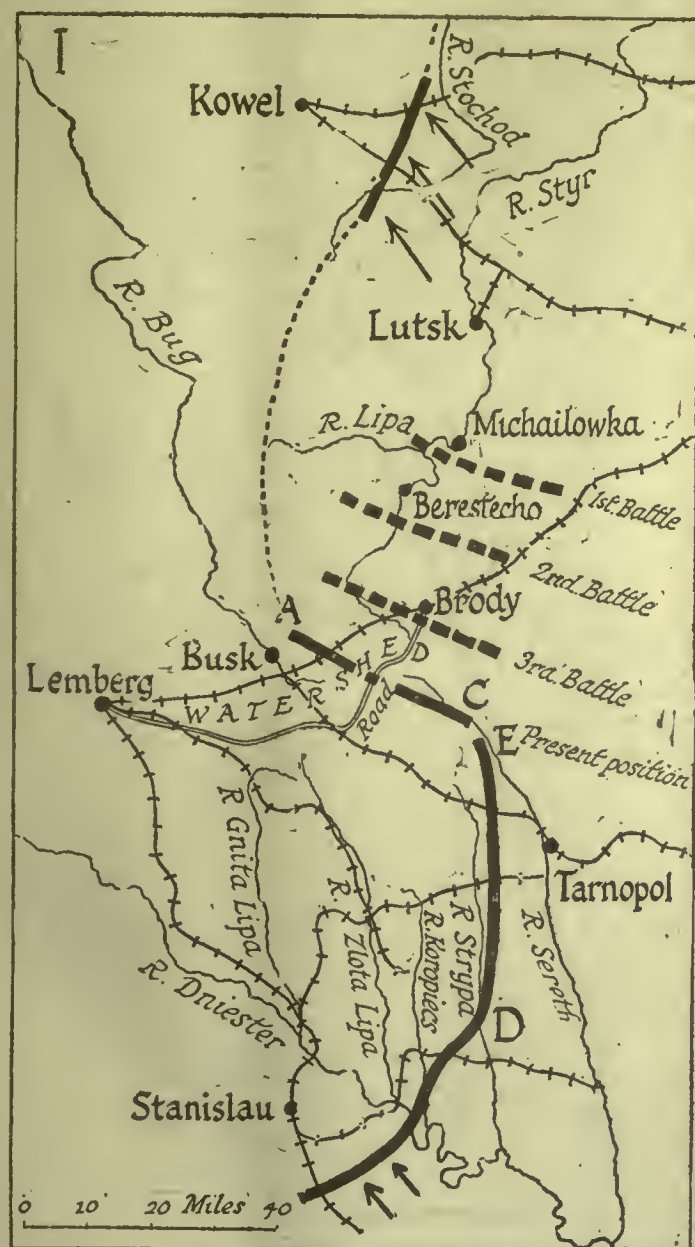 I
R. Stochod
Kowel
R. Styr
R. Bug
Lutsk
R. Lipa
Michailowka
Berestecho
1st. Battle
2nd. Battle
A
Brody
3rd. Battle
Busk
Lemberg
WATERSHED
Road
C
E Present position
R Gnita Lipa
R. Zlota Lipa
R. Koropiecs
R Strypa
Tarnopol
R. Sereth
R. Dniester
D
Stanislau
0 10 20 Miles 40